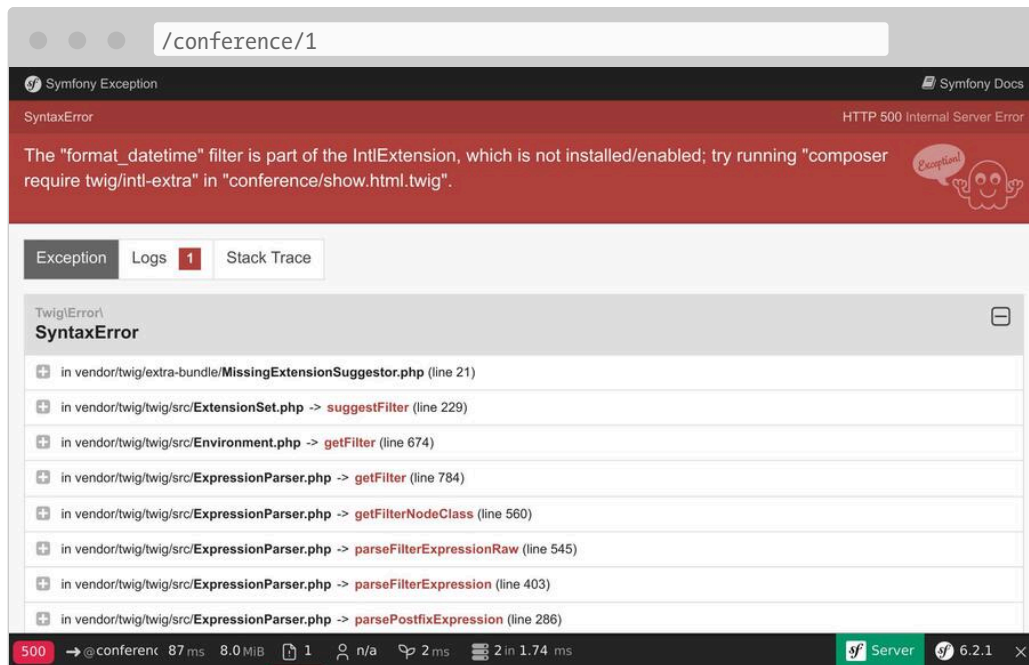 /conference/1
Symfony Exception
Symfony Docs
SyntaxError
HTTP 500 Internal Server Error
The "format_datetime" filter is part of the IntlExtension, which is not installed/enabled; try running "composer
require twig/intl-extra" in "conference/show.html.twig".
Exception!
Exception
Logs 1
Stack Trace
Twig\Error\
SyntaxError
in vendor/twig/extra-bundle/MissingExtensionSuggestor.php (line 21)
in vendor/twig/twig/src/ExtensionSet.php -> suggestFilter (line 229)
in vendor/twig/twig/src/Environment.php -> getFilter (line 674)
in vendor/twig/twig/src/ExpressionParser.php -> getFilter (line 784)
in vendor/twig/twig/src/ExpressionParser.php -> getFilterNodeClass (line 560)
in vendor/twig/twig/src/ExpressionParser.php -> parseFilterExpressionRaw (line 545)
in vendor/twig/twig/src/ExpressionParser.php -> parseFilterExpression (line 403)
in vendor/twig/twig/src/ExpressionParser.php -> parsePostfixExpression (line 286)
500 @conferenc 87 ms 8.0 MiB 1 n/a 2 ms 2 in 1.74 ms sf Server sf 6.2.1